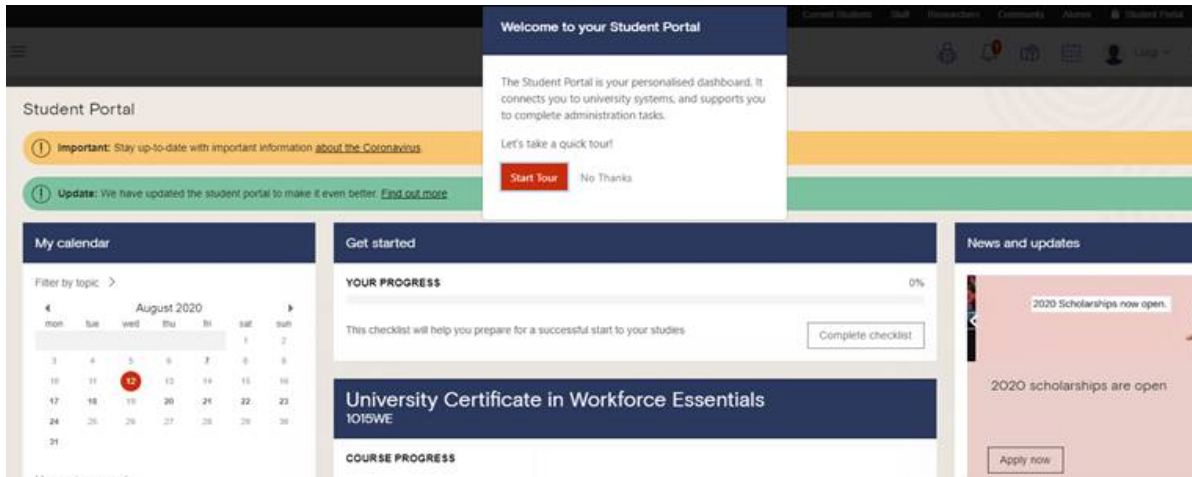 Current Students Staff Researchers Community Alumni Student Portal
Welcome to your Student Portal
The Student Portal is your personalised dashboard. It
connects you to university systems, and supports you
to complete administration tasks.
Let's take a quick tour!
Start Tour No Thanks
Student Portal
Important: Stay up-to-date with important information about the Coronavirus.
Update: We have updated the student portal to make it even better. Find out more
My calendar
Filter by topic >
August 2020
mon tue wed thu fri sat sun
1 2
3 4 5 6 7 8 9
10 11 12 13 14 15 16
17 18 19 20 21 22 23
24 25 26 27 28 29 30
31
Get started
YOUR PROGRESS 0%
This checklist will help you prepare for a successful start to your studies
Complete checklist
University Certificate in Workforce Essentials
1015WE
COURSE PROGRESS
News and updates
2020 Scholarships now open.
2020 scholarships are open
Apply now